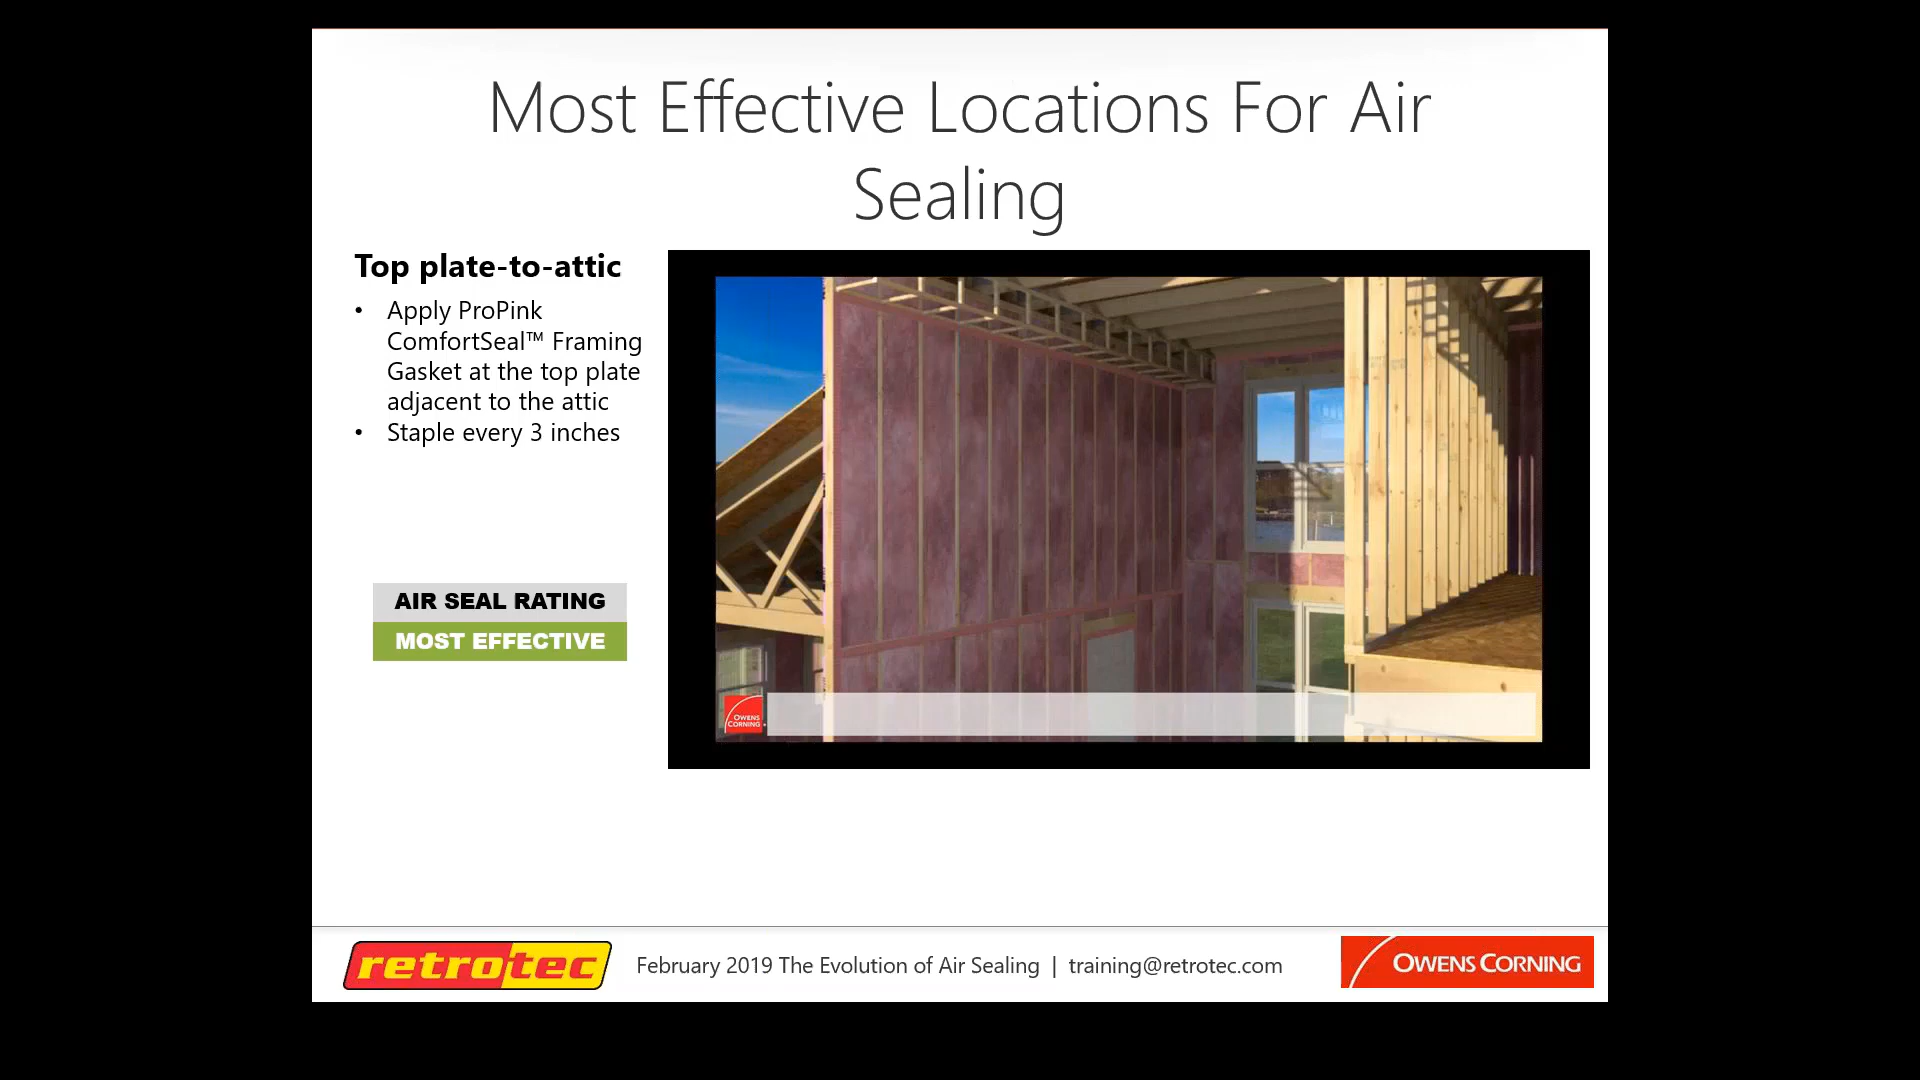 Most Effective Locations For Air
Sealing
Top plate-to-attic
• Apply ProPink
ComfortSeal™ Framing
Gasket at the top plate
adjacent to the attic
• Staple every 3 inches
AIR SEAL RATING
MOST EFFECTIVE
OWENS
CORNING
retrotec
February 2019 The Evolution of Air Sealing | training@retrotec.com
OWENS CORNING